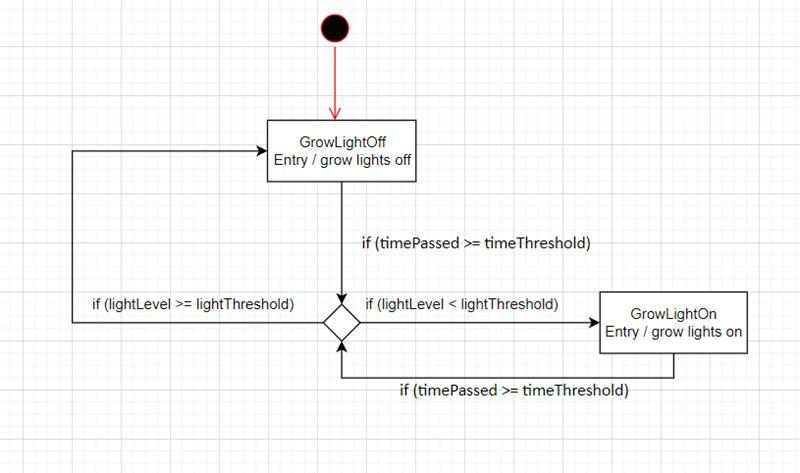 GrowLightOff
Entry / grow lights off
if (timePassed >= timeThreshold)
if (lightLevel >= lightThreshold)
if (lightLevel < lightThreshold)
GrowLightOn
Entry / grow lights on
if (timePassed >= timeThreshold)